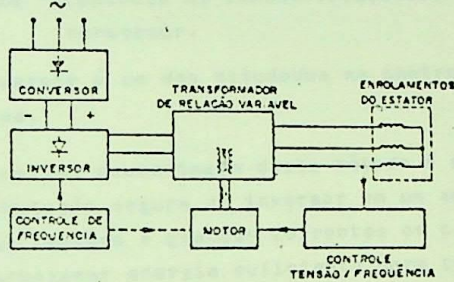 ~
CONVERSOR
- +
INVERSOR
TRANSFORMADOR
DE RELAÇÃO VARIÁVEL
ENROLAMENTOS
DO ESTATOR
CONTROLE DE
FREQUÊNCIA
MOTOR
CONTROLE
TENSÃO / FREQUÊNCIA